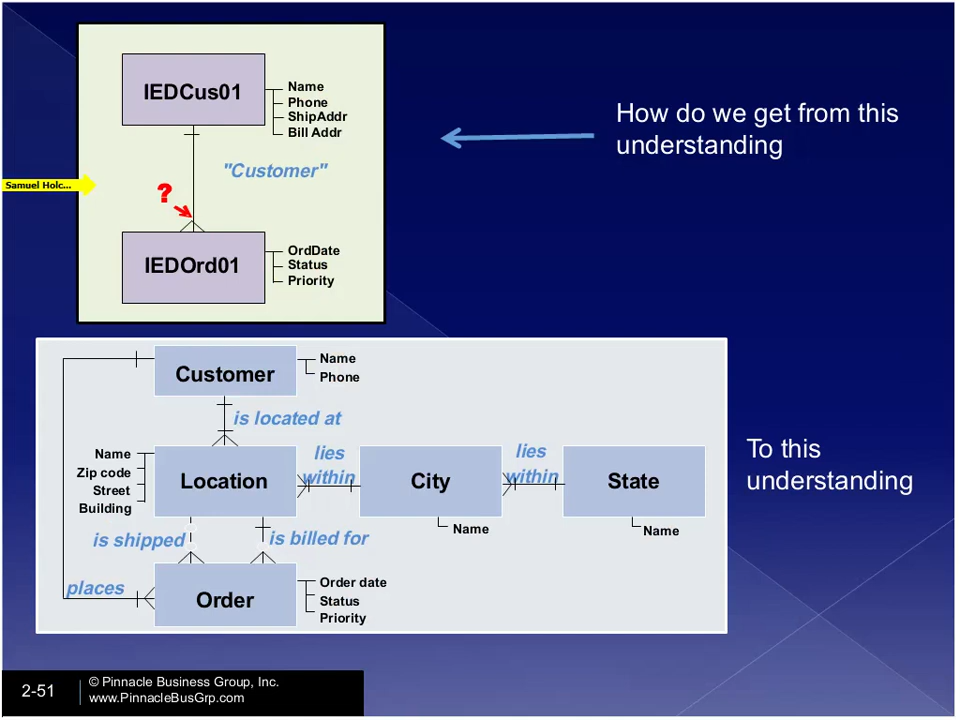 IEDCus01
Name
Phone
ShipAddr
Bill Addr
"Customer"
Samuel Holc...
?
IEDOrd01
OrdDate
Status
Priority
How do we get from this
understanding
Customer
Name
Phone
is located at
Name
Zip code
Street
Building
Location
lies
within
City
Name
lies
within
State
Name
is shipped
is billed for
places
Order
Order date
Status
Priority
To this
understanding
2-51
© Pinnacle Business Group, Inc.
www.PinnacleBusGrp.com